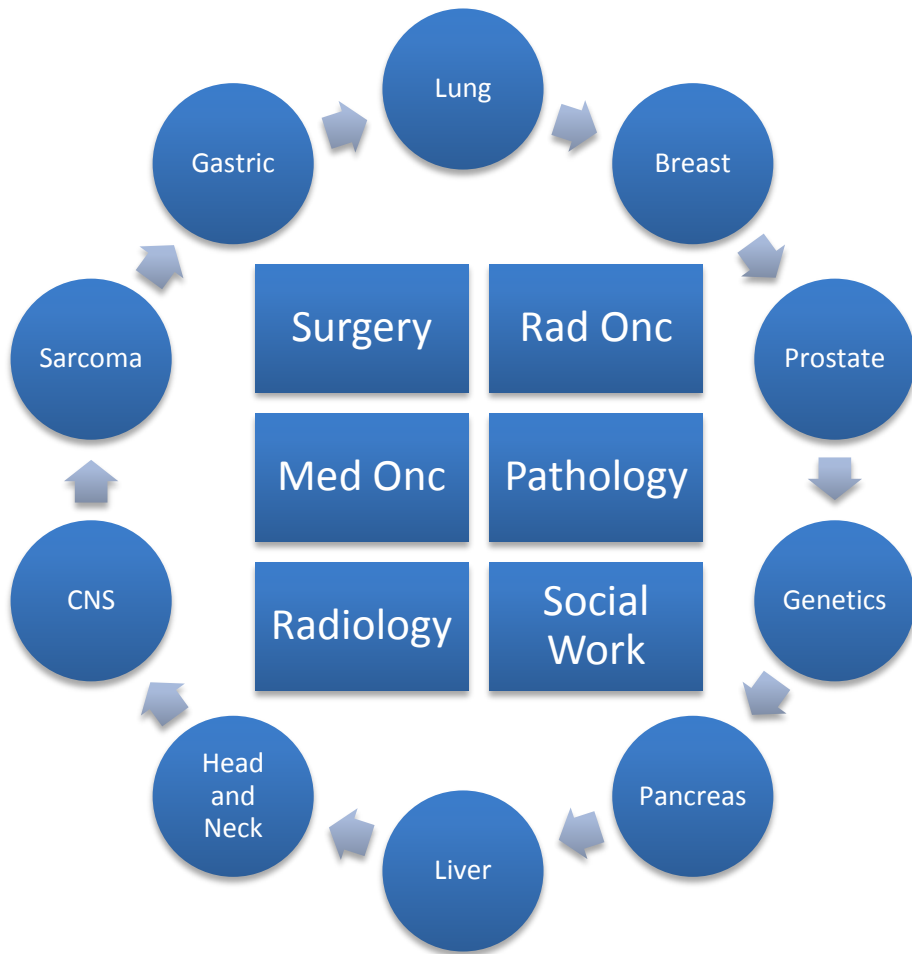 Lung
Breast
Prostate
Genetics
Pancreas
Liver
Head
and
Neck
CNS
Sarcoma
Gastric
Surgery
Rad Onc
Med Onc
Pathology
Radiology
Social
Work